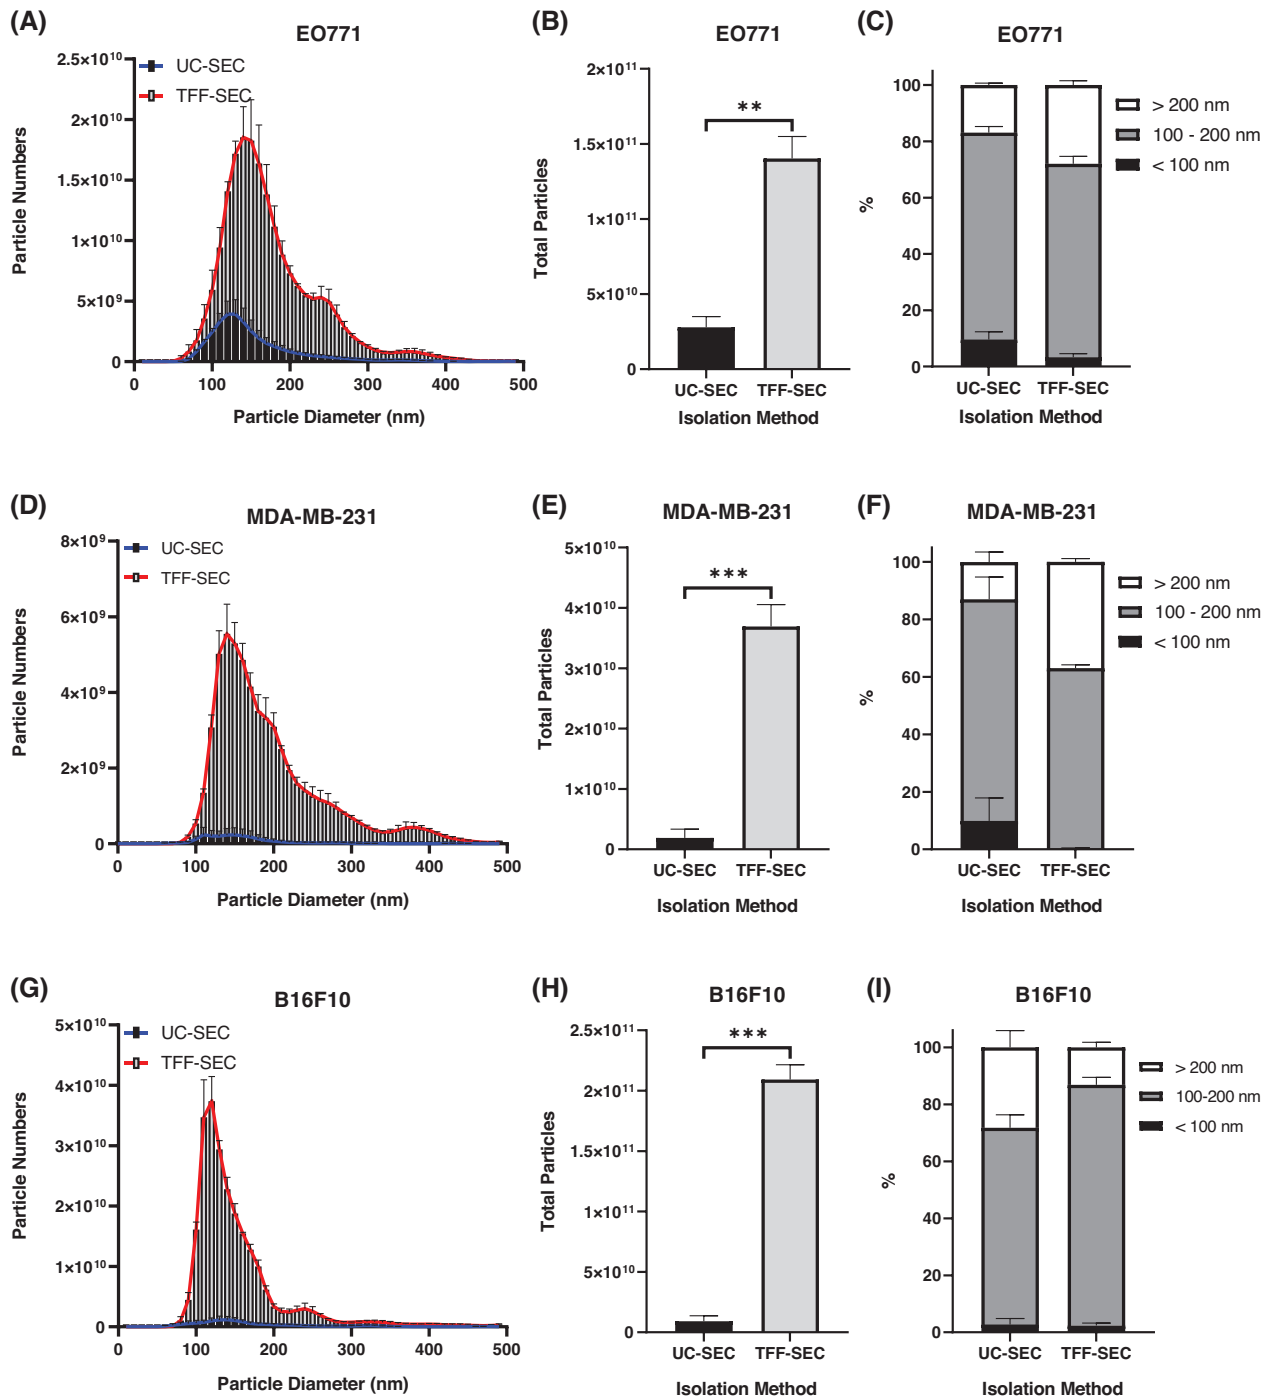 (A)
EO771
UC-SEC
TFF-SEC
Particle Numbers
2.5×10¹⁰
2×10¹⁰
1.5×10¹⁰
1×10¹⁰
5×10⁹
0
0 100 200 300 400 500
Particle Diameter (nm)
(B)
EO771
**
Total Particles
2×10¹¹
1.5×10¹¹
1×10¹¹
5×10¹⁰
0
UC-SEC TFF-SEC
Isolation Method
(C)
EO771
%
100
80
60
40
20
0
UC-SEC TFF-SEC
Isolation Method
> 200 nm
100 - 200 nm
< 100 nm
(D)
MDA-MB-231
UC-SEC
TFF-SEC
Particle Numbers
8×10⁹
6×10⁹
4×10⁹
2×10⁹
0
0 100 200 300 400 500
Particle Diameter (nm)
(E)
MDA-MB-231
***
Total Particles
5×10¹⁰
4×10¹⁰
3×10¹⁰
2×10¹⁰
1×10¹⁰
0
UC-SEC TFF-SEC
Isolation Method
(F)
MDA-MB-231
%
100
80
60
40
20
0
UC-SEC TFF-SEC
Isolation Method
> 200 nm
100 - 200 nm
< 100 nm
(G)
B16F10
UC-SEC
TFF-SEC
Particle Numbers
5×10¹⁰
4×10¹⁰
3×10¹⁰
2×10¹⁰
1×10¹⁰
0
0 100 200 300 400 500
Particle Diameter (nm)
(H)
B16F10
***
Total Particles
2.5×10¹¹
2×10¹¹
1.5×10¹¹
1×10¹¹
5×10¹⁰
0
UC-SEC TFF-SEC
Isolation Method
(I)
B16F10
%
100
80
60
40
20
0
UC-SEC TFF-SEC
Isolation Method
> 200 nm
100-200 nm
< 100 nm